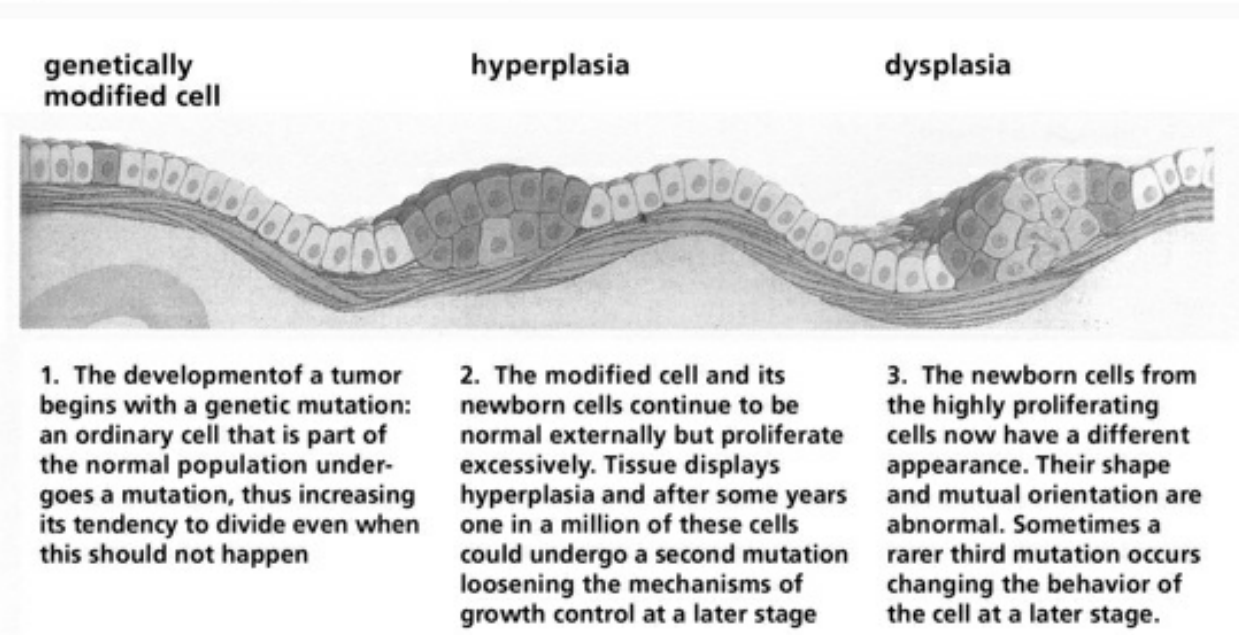 genetically
modified cell
hyperplasia
dysplasia
1. The developmentof a tumor
begins with a genetic mutation:
an ordinary cell that is part of
the normal population under-
goes a mutation, thus increasing
its tendency to divide even when
this should not happen
2. The modified cell and its
newborn cells continue to be
normal externally but proliferate
excessively. Tissue displays
hyperplasia and after some years
one in a million of these cells
could undergo a second mutation
loosening the mechanisms of
growth control at a later stage
3. The newborn cells from
the highly proliferating
cells now have a different
appearance. Their shape
and mutual orientation are
abnormal. Sometimes a
rarer third mutation occurs
changing the behavior of
the cell at a later stage.